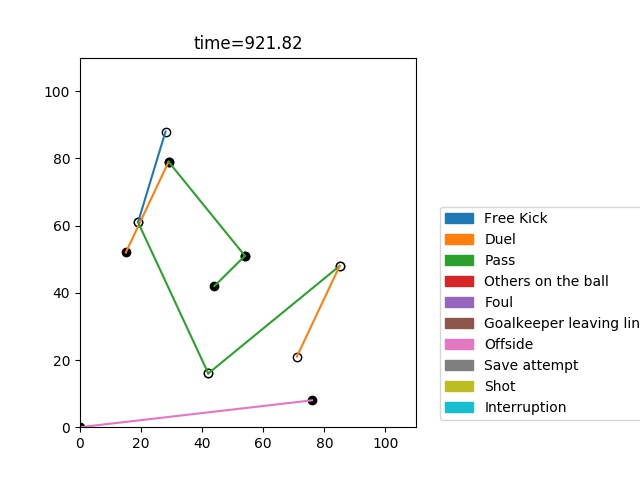 time=921.82
100
80
60
40
20
0
0 20 40 60 80 100
Free Kick
Duel
Pass
Others on the ball
Foul
Goalkeeper leaving lin
Offside
Save attempt
Shot
Interruption